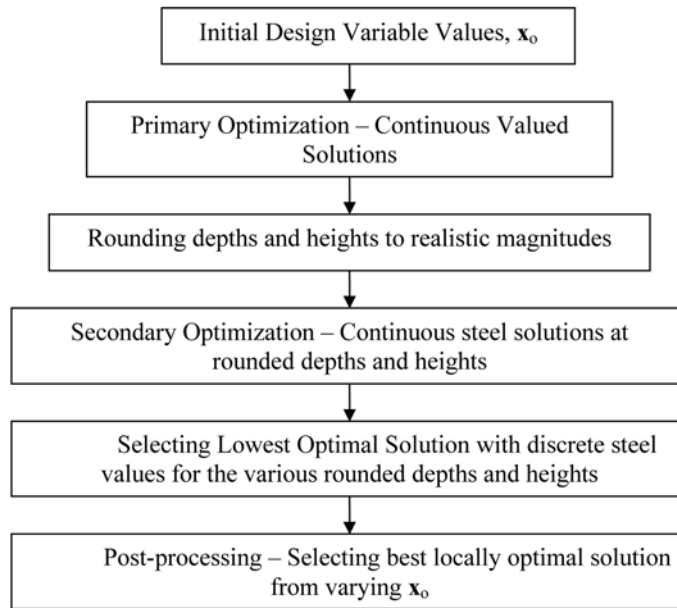 Initial Design Variable Values, xo
Primary Optimization – Continuous Valued
Solutions
Rounding depths and heights to realistic magnitudes
Secondary Optimization – Continuous steel solutions at
rounded depths and heights
Selecting Lowest Optimal Solution with discrete steel
values for the various rounded depths and heights
Post-processing – Selecting best locally optimal solution
from varying xo